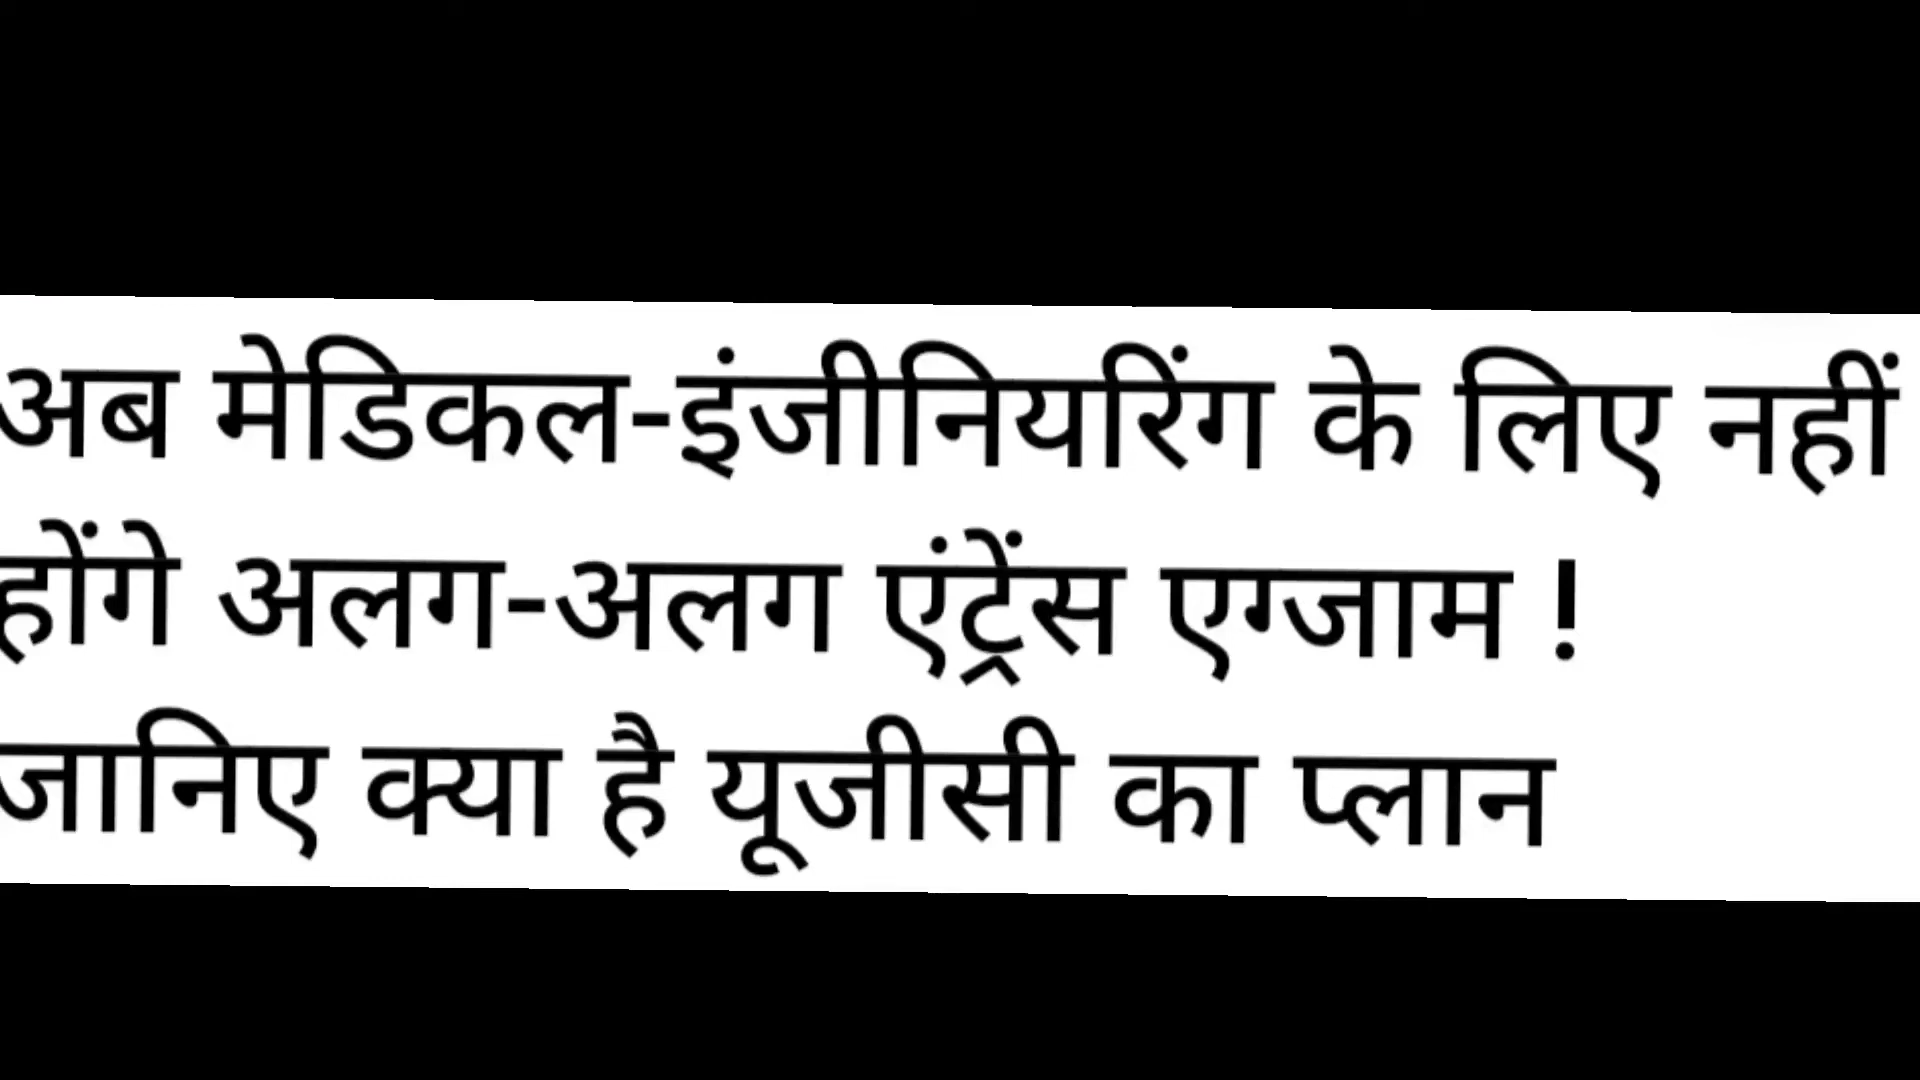 अब मेडिकल-इंजीनियरिंग के लिए नहीं
होंगे अलग-अलग एंट्रेंस एग्जाम !
जानिए क्या है यूजीसी का प्लान